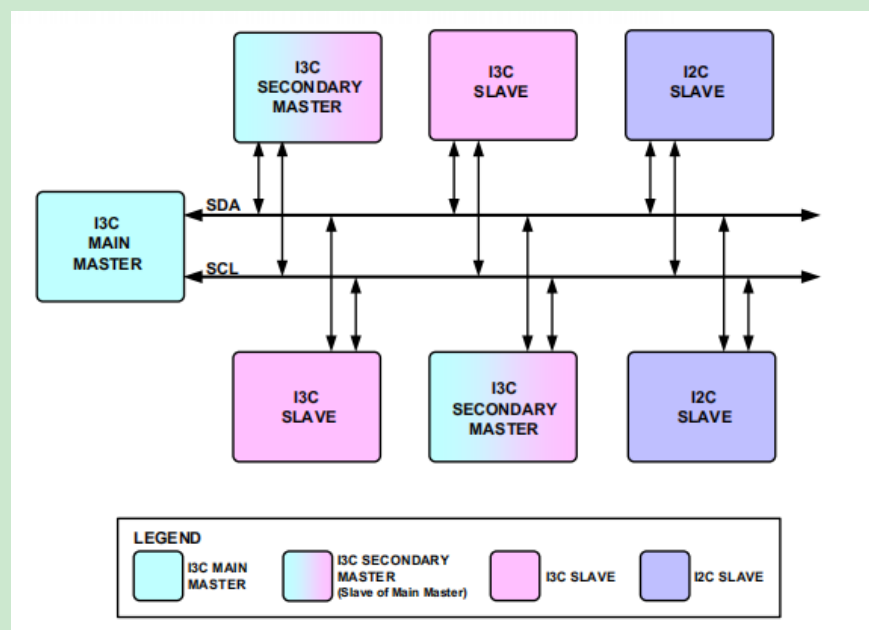 I3C
SECONDARY
MASTER
I3C
SLAVE
I2C
SLAVE
I3C
MAIN
MASTER
SDA
SCL
I3C
SLAVE
I3C
SECONDARY
MASTER
I2C
SLAVE
LEGEND
I3C MAIN
MASTER
I3C SECONDARY
MASTER
(Slave of Main Master)
I3C SLAVE
I2C SLAVE